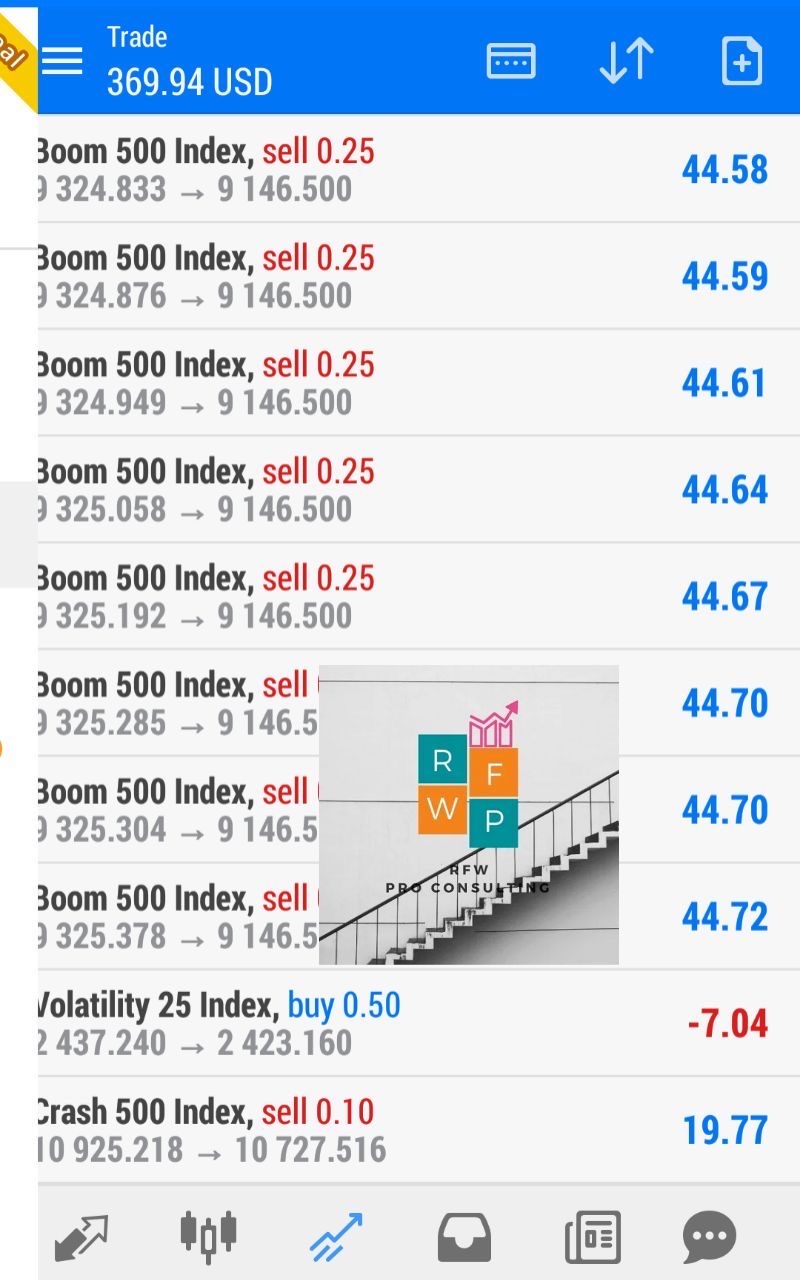 Trade
369.94 USD
Boom 500 Index, sell 0.25
9 324.833 → 9 146.500
44.58
Boom 500 Index, sell 0.25
9 324.876 → 9 146.500
44.59
Boom 500 Index, sell 0.25
9 324.949 → 9 146.500
44.61
Boom 500 Index, sell 0.25
9 325.058 → 9 146.500
44.64
Boom 500 Index, sell 0.25
9 325.192 → 9 146.500
44.67
Boom 500 Index, sell
9 325.285 → 9 146.5
44.70
Boom 500 Index, sell
9 325.304 → 9 146.5
44.70
Boom 500 Index, sell
9 325.378 → 9 146.5
44.72
R F
W P
RFW
PRO CONSULTING
Volatility 25 Index, buy 0.50
2 437.240 → 2 423.160
-7.04
Crash 500 Index, sell 0.10
10 925.218 → 10 727.516
19.77